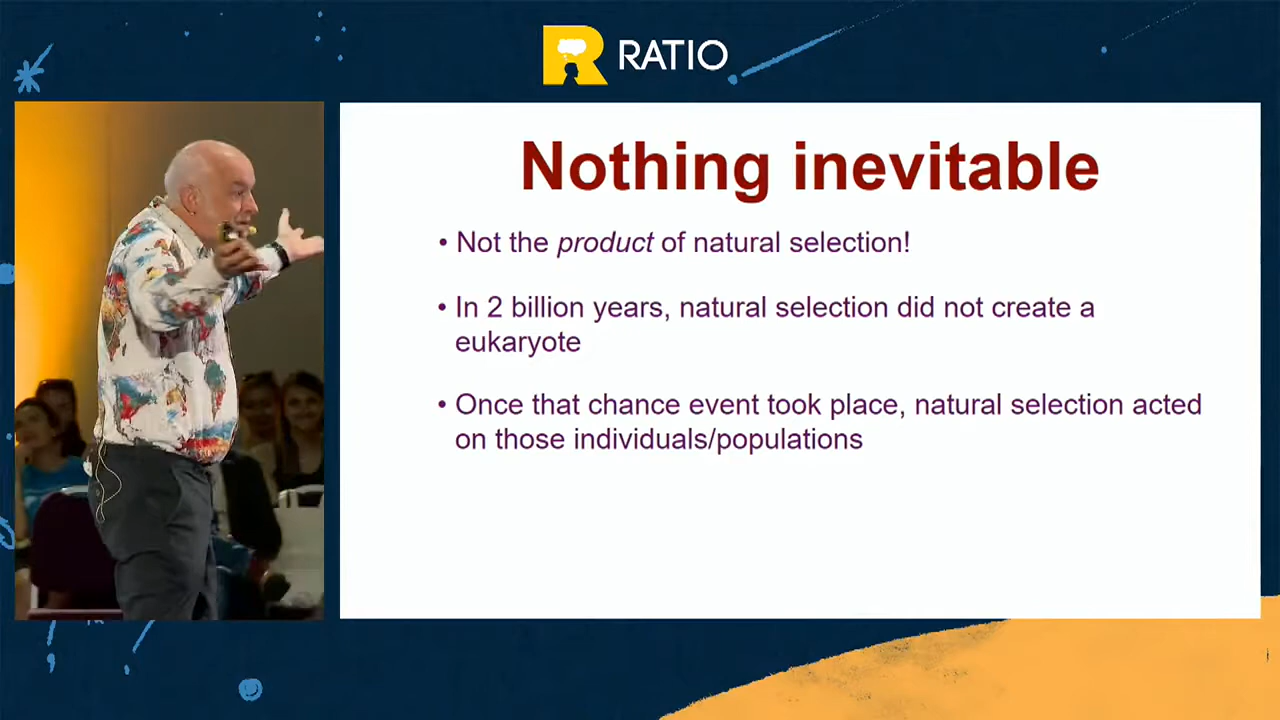 RATIO
Nothing inevitable
• Not the product of natural selection!
• In 2 billion years, natural selection did not create a
eukaryote
• Once that chance event took place, natural selection acted
on those individuals/populations